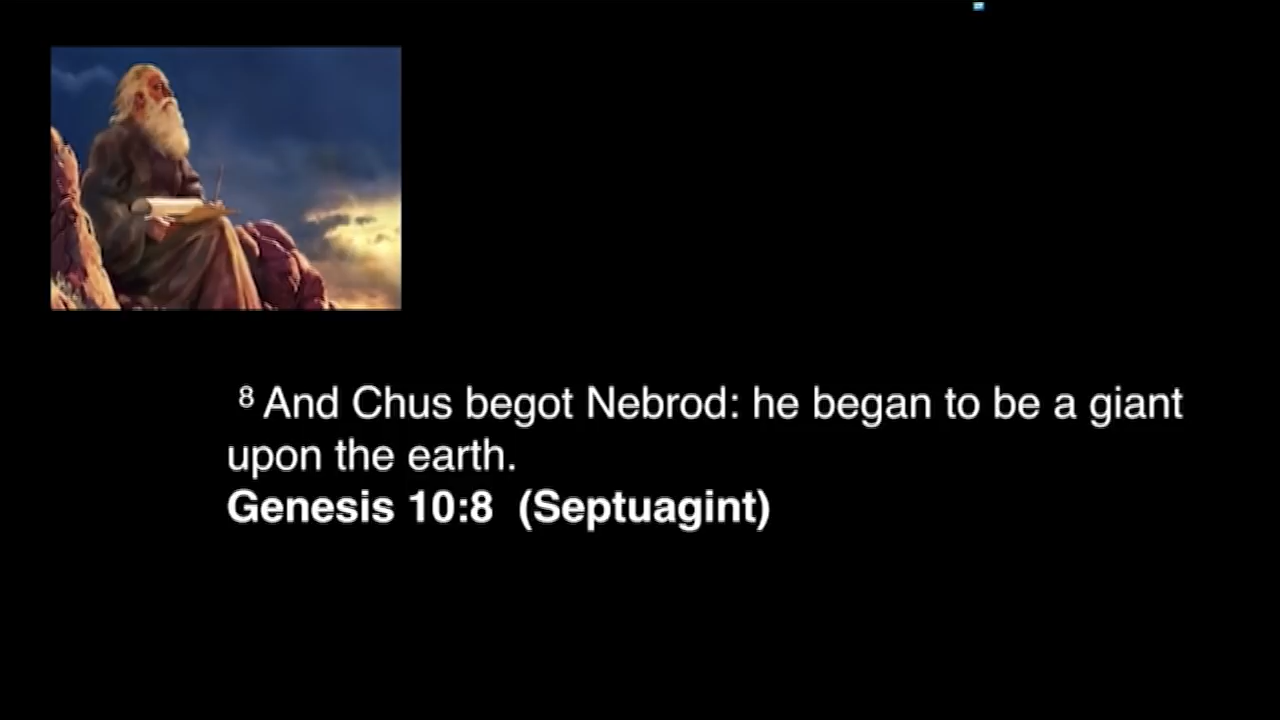 ⁸ And Chus begot Nebrod: he began to be a giant
upon the earth.
Genesis 10:8 (Septuagint)